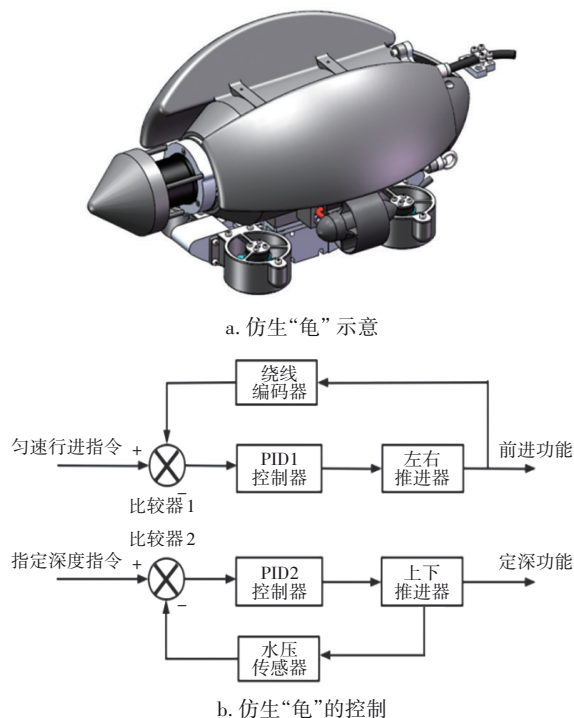 a. 仿生“龟” 示意
绕线
编码器
匀速行进指令
+
−
PID1
控制器
左右
推进器
前进功能
比较器 1
比较器 2
指定深度指令
+
−
PID2
控制器
上下
推进器
定深功能
水压
传感器
b. 仿生“龟”的控制